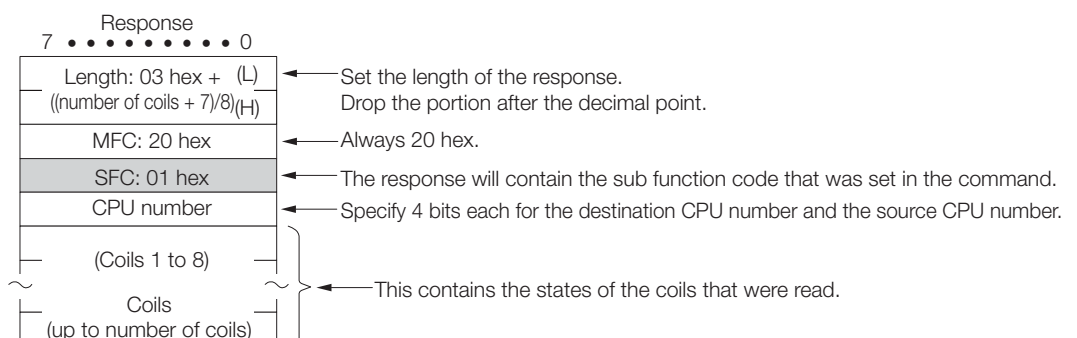 Response
7 • • • • • • • • • 0
Length: 03 hex + (L)
((number of coils + 7)/8)(H)
Set the length of the response.
Drop the portion after the decimal point.
MFC: 20 hex
Always 20 hex.
SFC: 01 hex
The response will contain the sub function code that was set in the command.
CPU number
Specify 4 bits each for the destination CPU number and the source CPU number.
(Coils 1 to 8)
This contains the states of the coils that were read.
Coils
(up to number of coils)